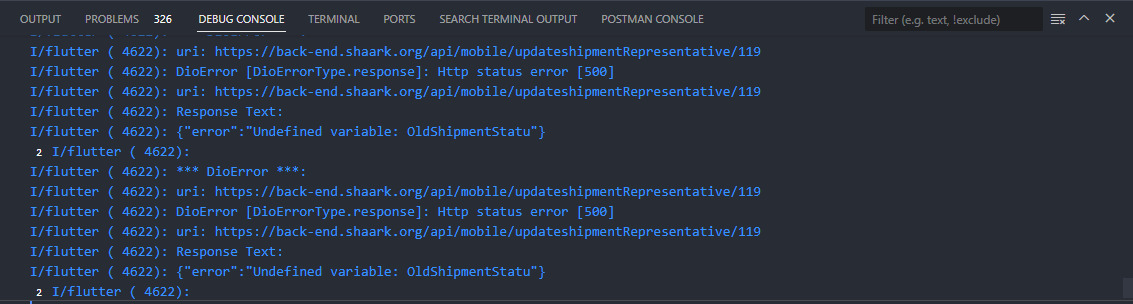 OUTPUT PROBLEMS 326 DEBUG CONSOLE TERMINAL PORTS SEARCH TERMINAL OUTPUT POSTMAN CONSOLE Filter (e.g. text, !exclude)
I/flutter ( 4622): uri: https://back-end.shaark.org/api/mobile/updateshipmentRepresentative/119
I/flutter ( 4622): DioError [DioErrorType.response]: Http status error [500]
I/flutter ( 4622): uri: https://back-end.shaark.org/api/mobile/updateshipmentRepresentative/119
I/flutter ( 4622): Response Text:
I/flutter ( 4622): {"error":"Undefined variable: OldShipmentStatu"}
2 I/flutter ( 4622):
I/flutter ( 4622): *** DioError ***:
I/flutter ( 4622): uri: https://back-end.shaark.org/api/mobile/updateshipmentRepresentative/119
I/flutter ( 4622): DioError [DioErrorType.response]: Http status error [500]
I/flutter ( 4622): uri: https://back-end.shaark.org/api/mobile/updateshipmentRepresentative/119
I/flutter ( 4622): Response Text:
I/flutter ( 4622): {"error":"Undefined variable: OldShipmentStatu"}
2 I/flutter ( 4622):